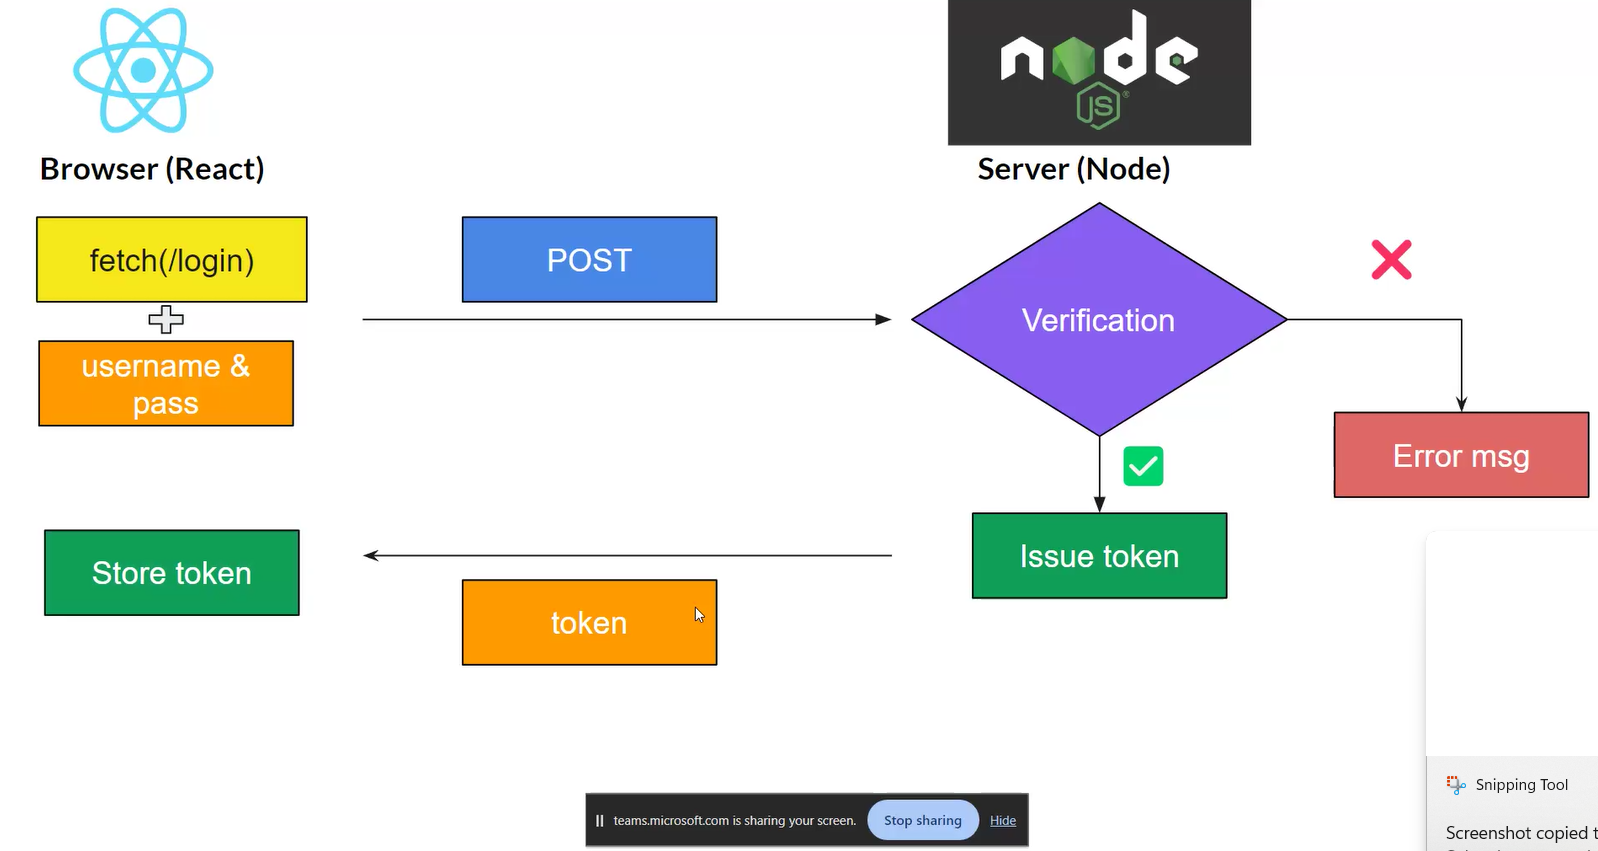 node
JS
Browser (React)
Server (Node)
fetch(/login)
POST
Verification
username &
pass
Error msg
Issue token
Store token
token
teams.microsoft.com is sharing your screen.
Stop sharing
Hide
Snipping Tool
Screenshot copied t